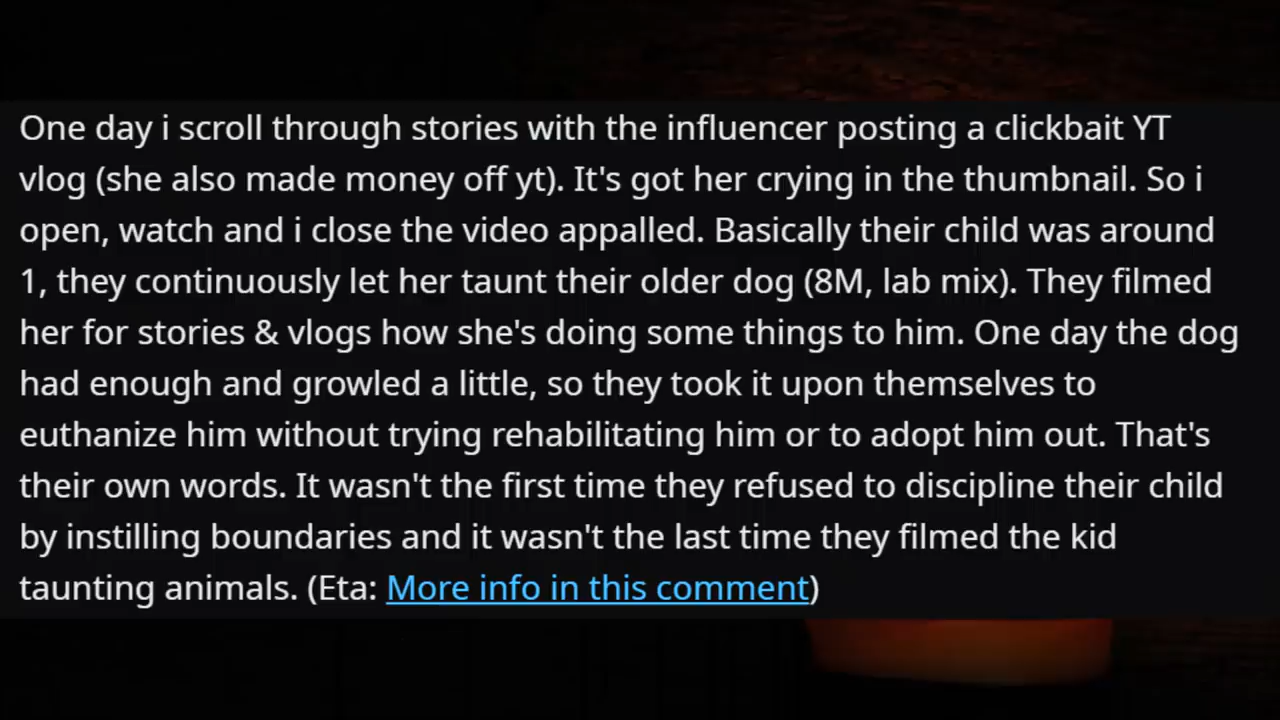 One day i scroll through stories with the influencer posting a clickbait YT
vlog (she also made money off yt). It's got her crying in the thumbnail. So i
open, watch and i close the video appalled. Basically their child was around
1, they continuously let her taunt their older dog (8M, lab mix). They filmed
her for stories & vlogs how she's doing some things to him. One day the dog
had enough and growled a little, so they took it upon themselves to
euthanize him without trying rehabilitating him or to adopt him out. That's
their own words. It wasn't the first time they refused to discipline their child
by instilling boundaries and it wasn't the last time they filmed the kid
taunting animals. (Eta: More info in this comment)